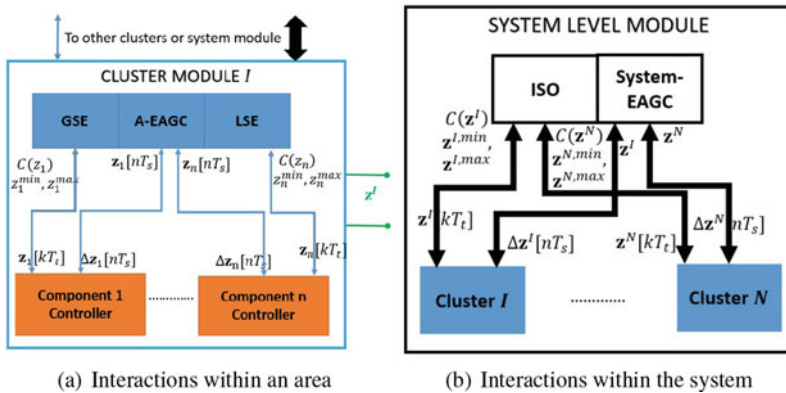 To other clusters or system module
CLUSTER MODULE I
GSE A-EAGC LSE
C(z₁)
z₁ᵐⁱⁿ, z₁ᵐᵃˣ
z₁[nTₛ]
zₙ[nTₛ]
C(zₙ)
zₙᵐⁱⁿ, zₙᵐᵃˣ
zᴵ
z₁[kTₜ]
Δz₁[nTₛ]
Δzₙ[nTₛ]
zₙ[kTₜ]
Component 1
Controller
Component n
Controller
(a) Interactions within an area
SYSTEM LEVEL MODULE
ISO
System-
EAGC
C(zᴵ)
zᴵ,ᵐⁱⁿ,
zᴵ,ᵐᵃˣ
C(zᴺ)
zᴺ,ᵐⁱⁿ,
zᴺ,ᵐᵃˣ
zᴵ
zᴺ
zᴵ[kTₜ]
Δzᴵ[nTₛ]
zᴺ[kTₜ]
Δzᴺ[nTₛ]
Cluster I
Cluster N
(b) Interactions within the system